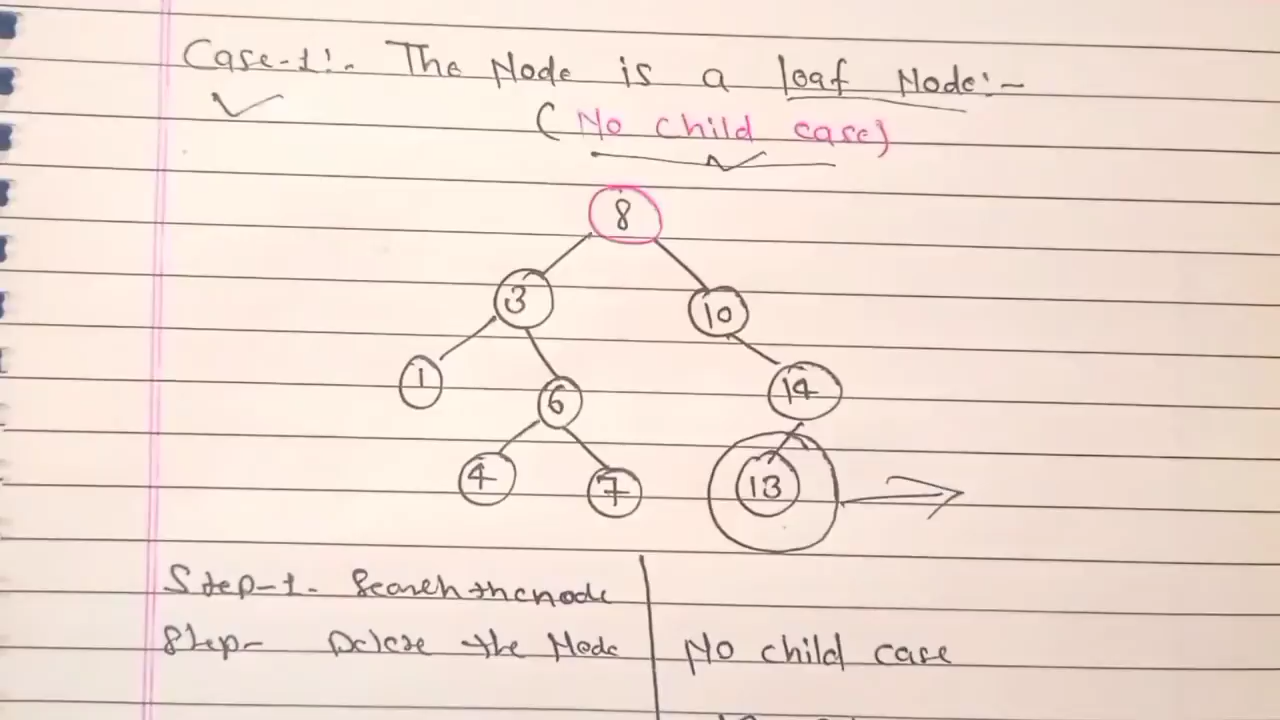 Case-1:- The Node is a leaf Node:-
(No child case)
8
3 10
1 6 14
4 7 13
Step-1- Search the node
Step- Delete the Node
No child case